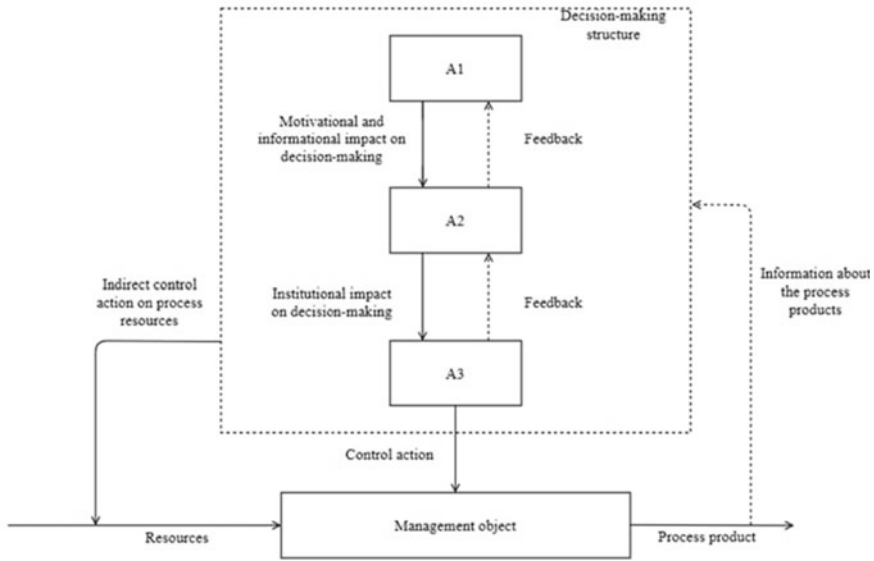 Decision-making
structure
A1
Motivational and
informational impact on
decision-making
Feedback
A2
Indirect control
action on process
resources
Institutional impact
on decision-making
Feedback
Information about
the process
products
A3
Control action
Management object
Resources
Process product